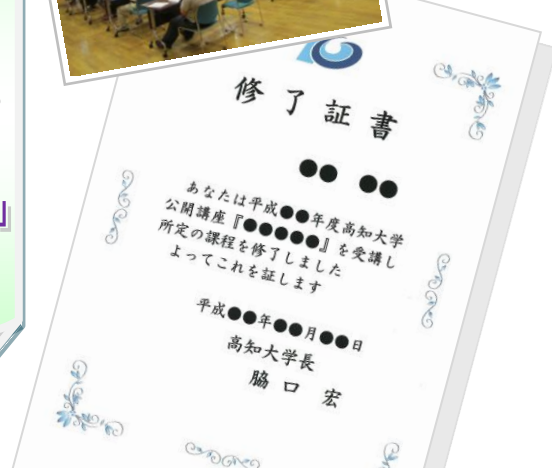 修了証書
●● ●●
あなたは平成●●年度高知大学
公開講座『●●●●●』を受講し
所定の課程を修了しました
よってこれを証します
平成●●年●●月●●日
高知大学長
脇口 宏